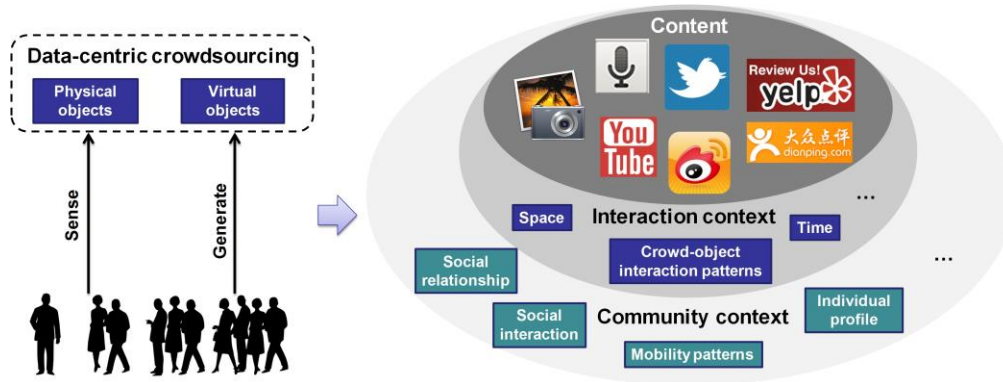 Data-centric crowdsourcing
Physical
objects
Virtual
objects
Sense
Generate
Content
Review Us!
yelp
You
Tube
大众点评
dianping.com
...
Space
Interaction context
Time
Crowd-object
interaction patterns
...
Social
relationship
Social
interaction
Community context
Individual
profile
Mobility patterns